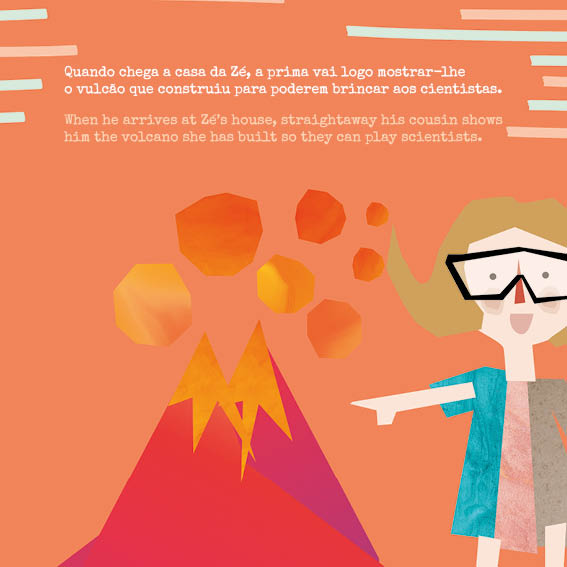 Quando chega a casa da Zé, a prima vai logo mostrar-lhe
o vulcão que construiu para poderem brincar aos cientistas.
When he arrives at Zé's house, straightaway his cousin shows
him the volcano she has built so they can play scientists.